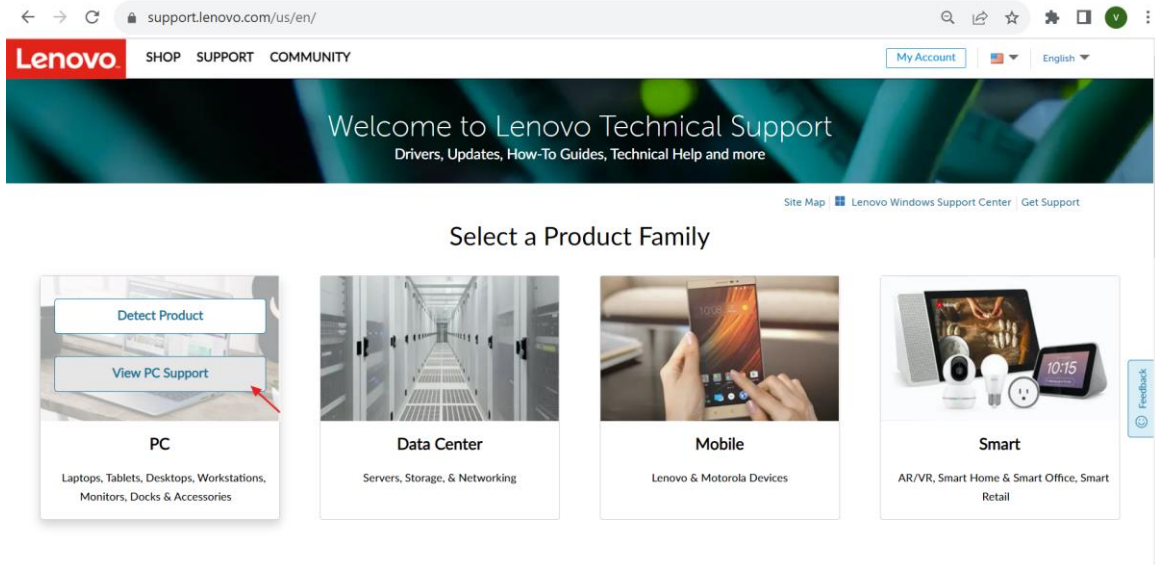 support.lenovo.com/us/en/
V
Lenovo
SHOP SUPPORT COMMUNITY
My Account
English
Welcome to Lenovo Technical Support
Drivers, Updates, How-To Guides, Technical Help and more
Site Map
Lenovo Windows Support Center
Get Support
Select a Product Family
Detect Product
View PC Support
10:08
10:15
Feedback
PC
Data Center
Mobile
Smart
Laptops, Tablets, Desktops, Workstations,
Monitors, Docks & Accessories
Servers, Storage, & Networking
Lenovo & Motorola Devices
AR/VR, Smart Home & Smart Office, Smart
Retail